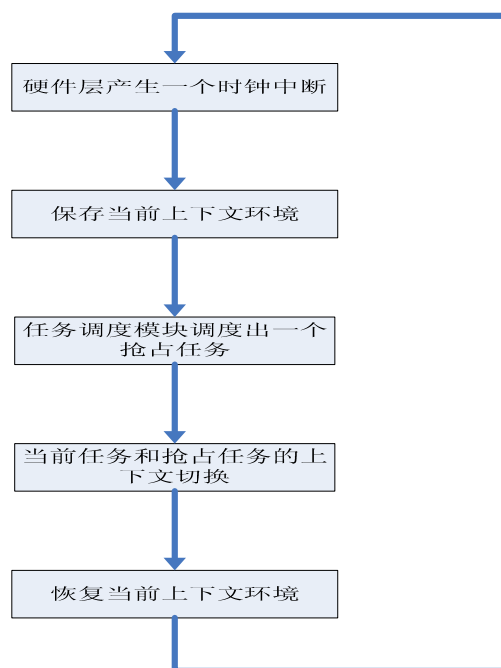 硬件层产生一个时钟中断
保存当前上下文环境
任务调度模块调度出一个
抢占任务
当前任务和抢占任务的上
下文切换
恢复当前上下文环境